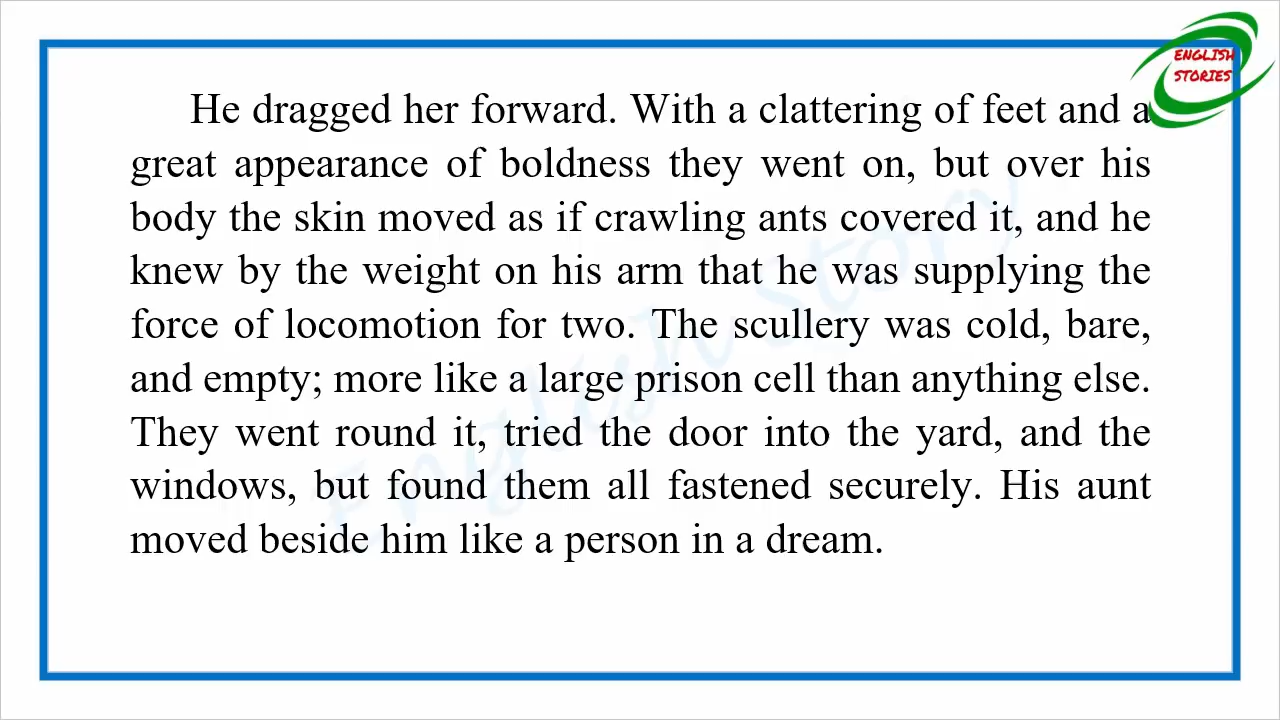 ENGLISH
STORIES
He dragged her forward. With a clattering of feet and a
great appearance of boldness they went on, but over his
body the skin moved as if crawling ants covered it, and he
knew by the weight on his arm that he was supplying the
force of locomotion for two. The scullery was cold, bare,
and empty; more like a large prison cell than anything else.
They went round it, tried the door into the yard, and the
windows, but found them all fastened securely. His aunt
moved beside him like a person in a dream.
English Story